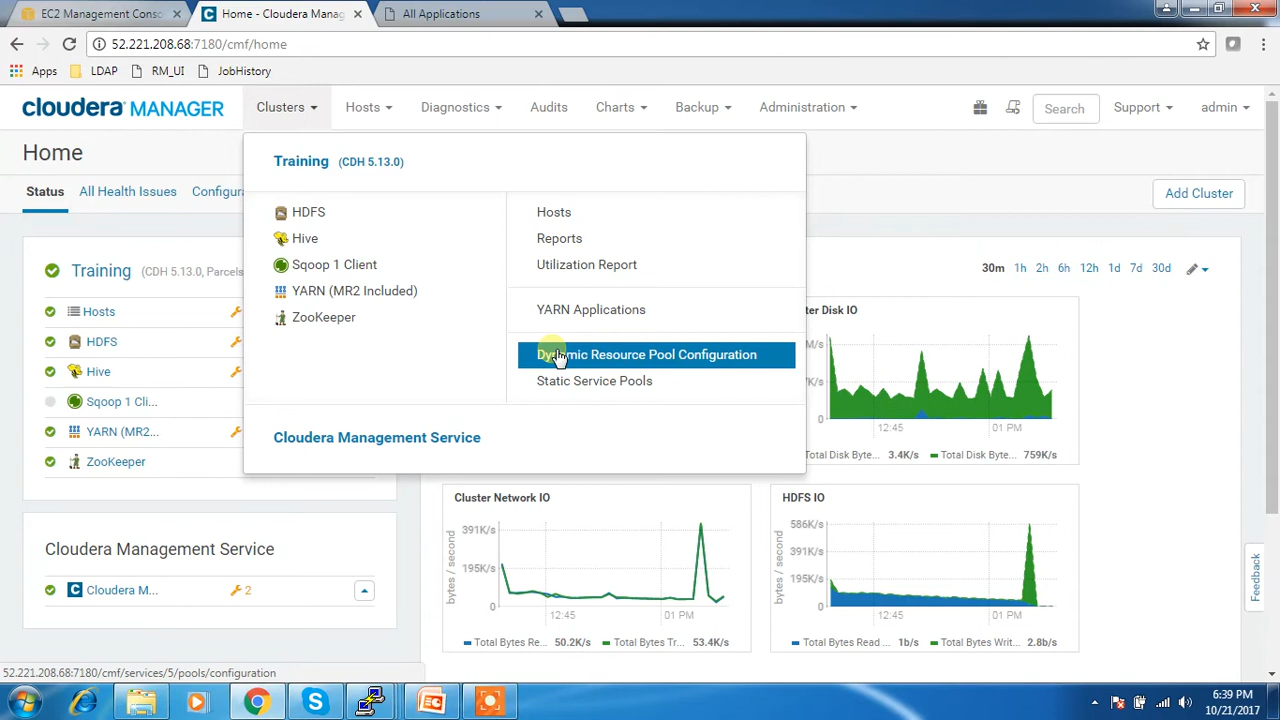 EC2 Management Consc
Home - Cloudera Manag
All Applications
52.221.208.68:7180/cmf/home
Apps
LDAP
RM_UI
JobHistory
cloudera MANAGER
Clusters
Hosts
Diagnostics
Audits
Charts
Backup
Administration
Search
Support
admin
Home
Status
All Health Issues
Configura
Add Cluster
Training (CDH 5.13.0)
HDFS
Hive
Sqoop 1 Client
YARN (MR2 Included)
ZooKeeper
Hosts
Reports
Utilization Report
YARN Applications
Dynamic Resource Pool Configuration
Static Service Pools
Cloudera Management Service
Training (CDH 5.13.0, Parcels
Hosts
HDFS
Hive
Sqoop 1 Cli...
YARN (MR2...
ZooKeeper
Cloudera Management Service
Cloudera M...
2
30m 1h 2h 6h 12h 1d 7d 30d
ter Disk IO
M/s
M/s
0
12:45
01 PM
Total Disk Byte... 3.4K/s
Total Disk Byte... 759K/s
Cluster Network IO
bytes / second
391K/s
195K/s
0
12:45
01 PM
Total Bytes Re... 50.2K/s
Total Bytes Tr... 53.4K/s
HDFS IO
bytes / second
586K/s
391K/s
195K/s
0
12:45
01 PM
Total Bytes Read ... 1b/s
Total Bytes Writ... 2.8b/s
Feedback
52.221.208.68:7180/cmf/services/5/pools/configuration
6:39 PM
10/21/2017